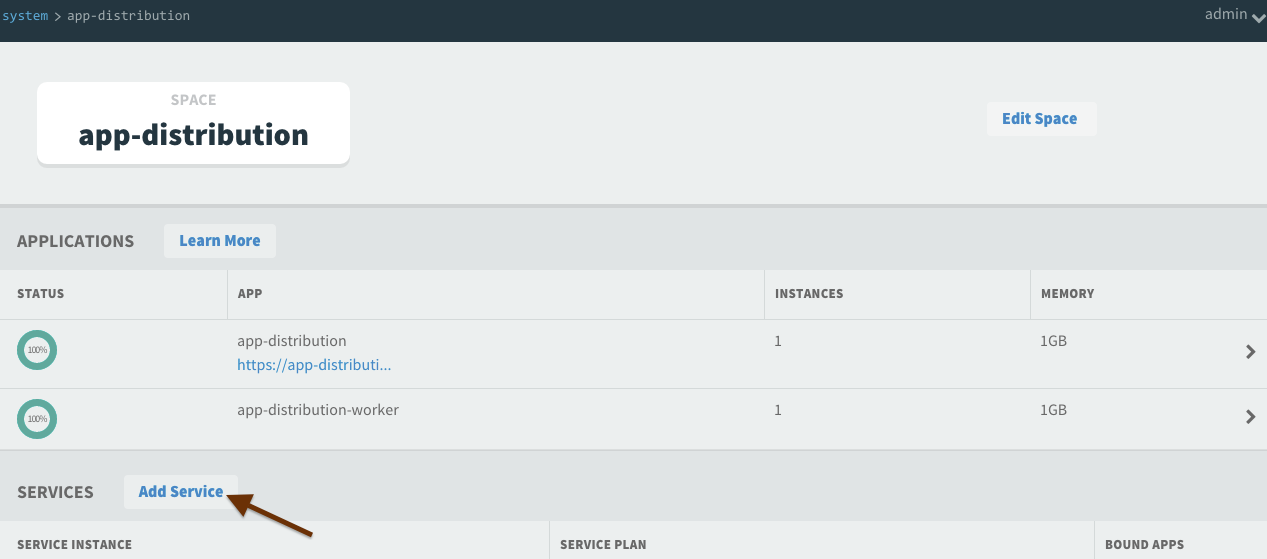 system > app-distribution
admin
SPACE
app-distribution
Edit Space
APPLICATIONS Learn More
STATUS APP INSTANCES MEMORY
100% app-distribution 1 1GB
https://app-distributi...
100% app-distribution-worker 1 1GB
SERVICES Add Service
SERVICE INSTANCE SERVICE PLAN BOUND APPS